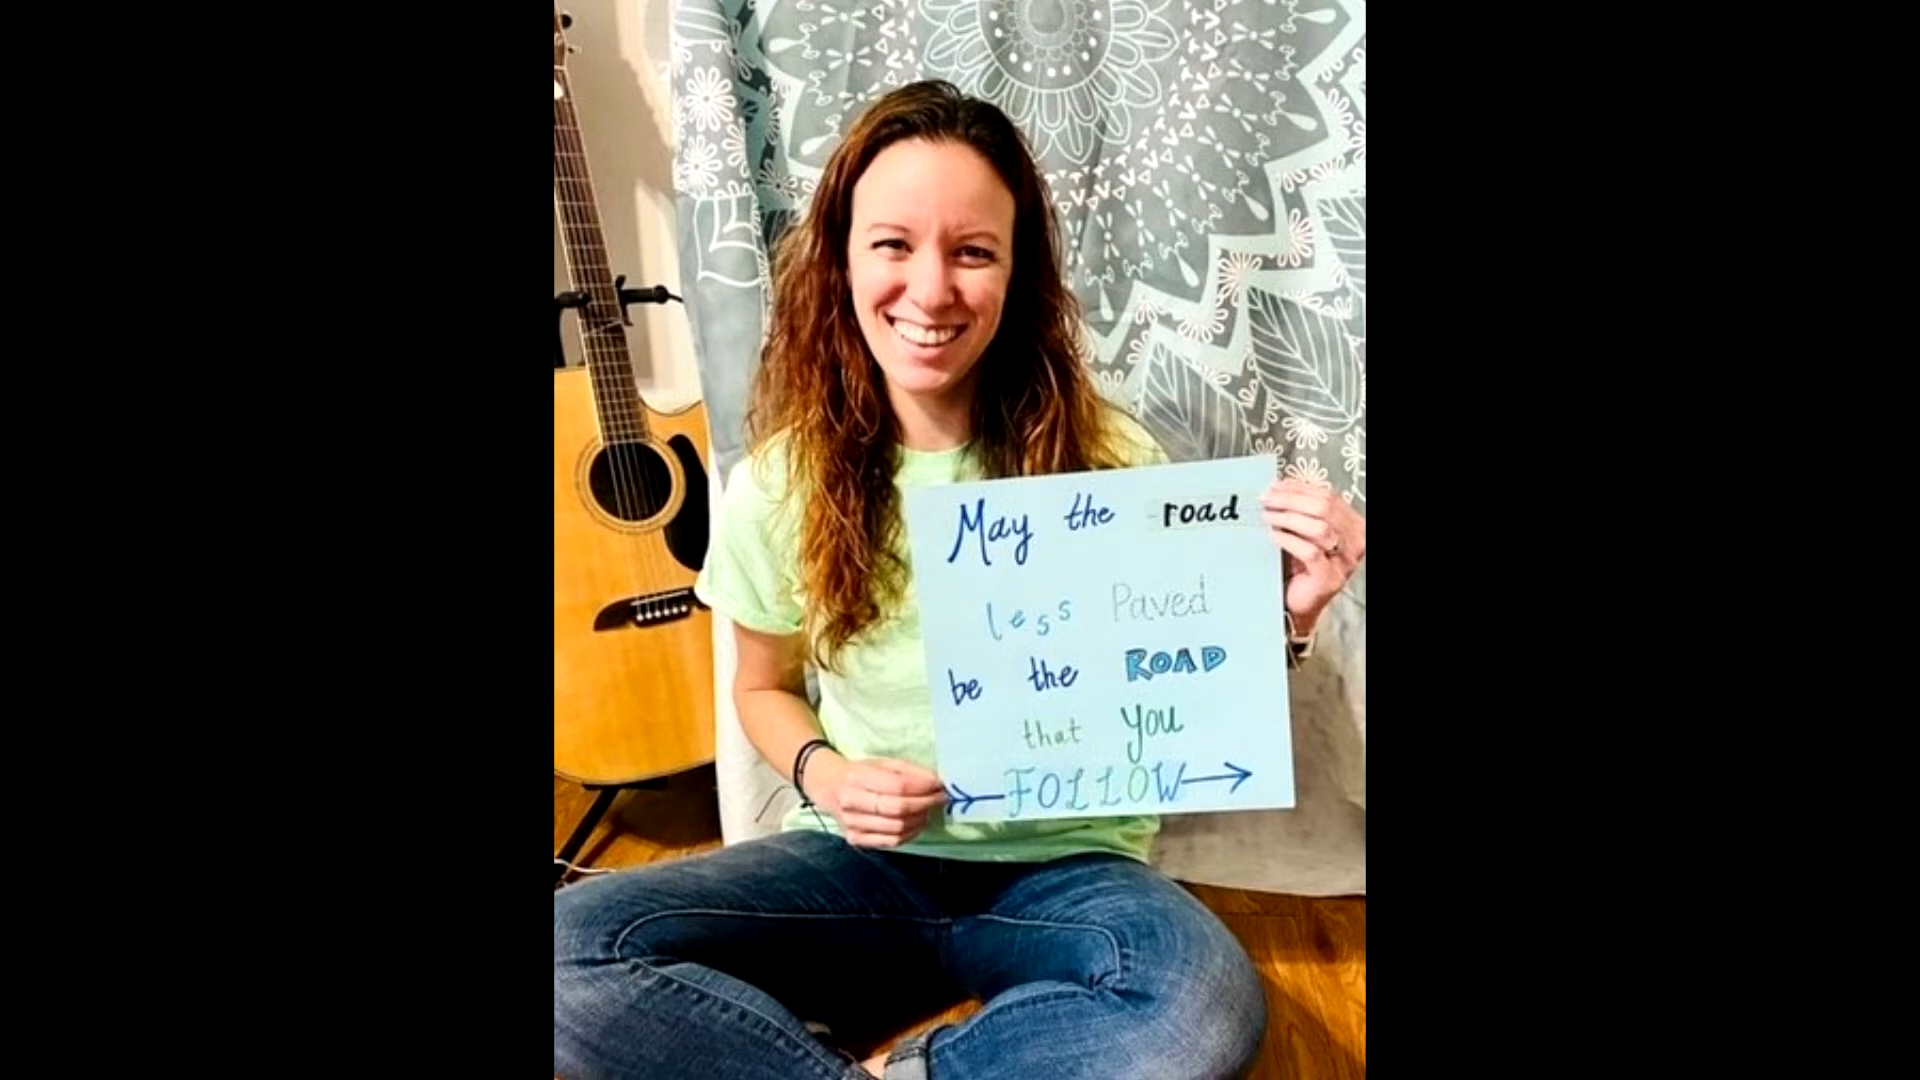 May the road
less Paved
be the ROAD
that you
FOLLOW